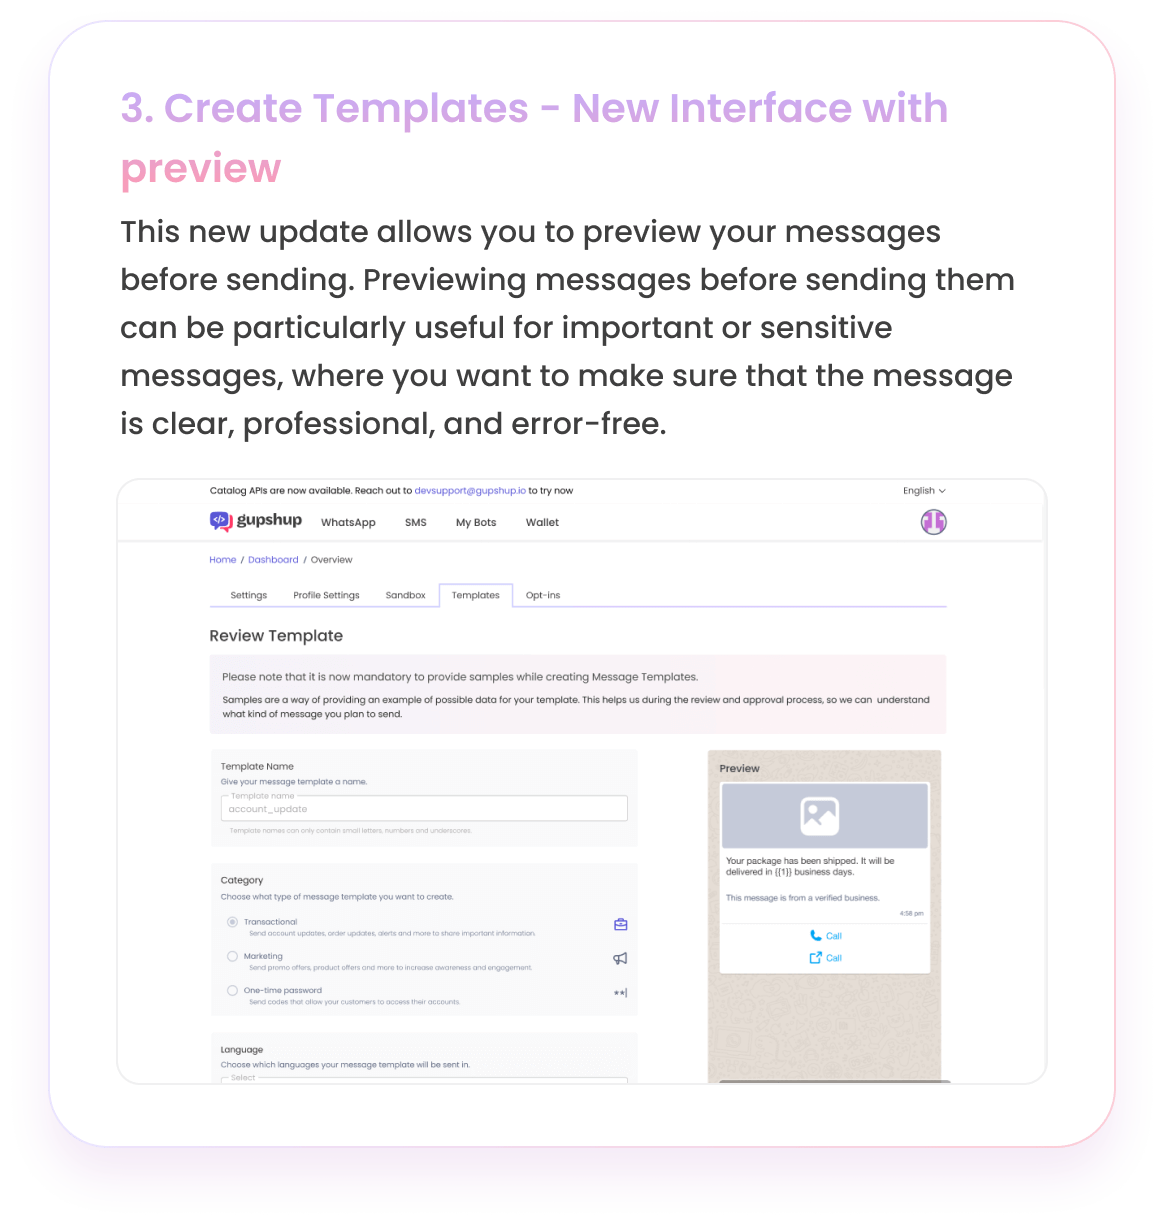 3. Create Templates - New Interface with
preview
This new update allows you to preview your messages
before sending. Previewing messages before sending them
can be particularly useful for important or sensitive
messages, where you want to make sure that the message
is clear, professional, and error-free.
Catalog APIs are now available. Reach out to devsupport@gupshup.io to try now
English
gupshup WhatsApp SMS My Bots Wallet
Home / Dashboard / Overview
Settings Profile Settings Sandbox Templates Opt-ins
Review Template
Please note that it is now mandatory to provide samples while creating Message Templates.
Samples are a way of providing an example of possible data for your template. This helps us during the review and approval process, so we can understand
what kind of message you plan to send.
Template Name
Give your message template a name.
Template name
account_update
Template names can only contain small letters, numbers and underscores.
Category
Choose what type of message template you want to create.
Transactional
Send account updates, order updates, alerts and more to share important information.
Marketing
Send promo offers, product offers and more to increase awareness and engagement.
One-time password
Send codes that allow your customers to access their accounts.
**|
Language
Choose which languages your message template will be sent in.
Select
Preview
Your package has been shipped. It will be
delivered in {{1}} business days.
This message is from a verified business.
4:58 pm
Call
Call